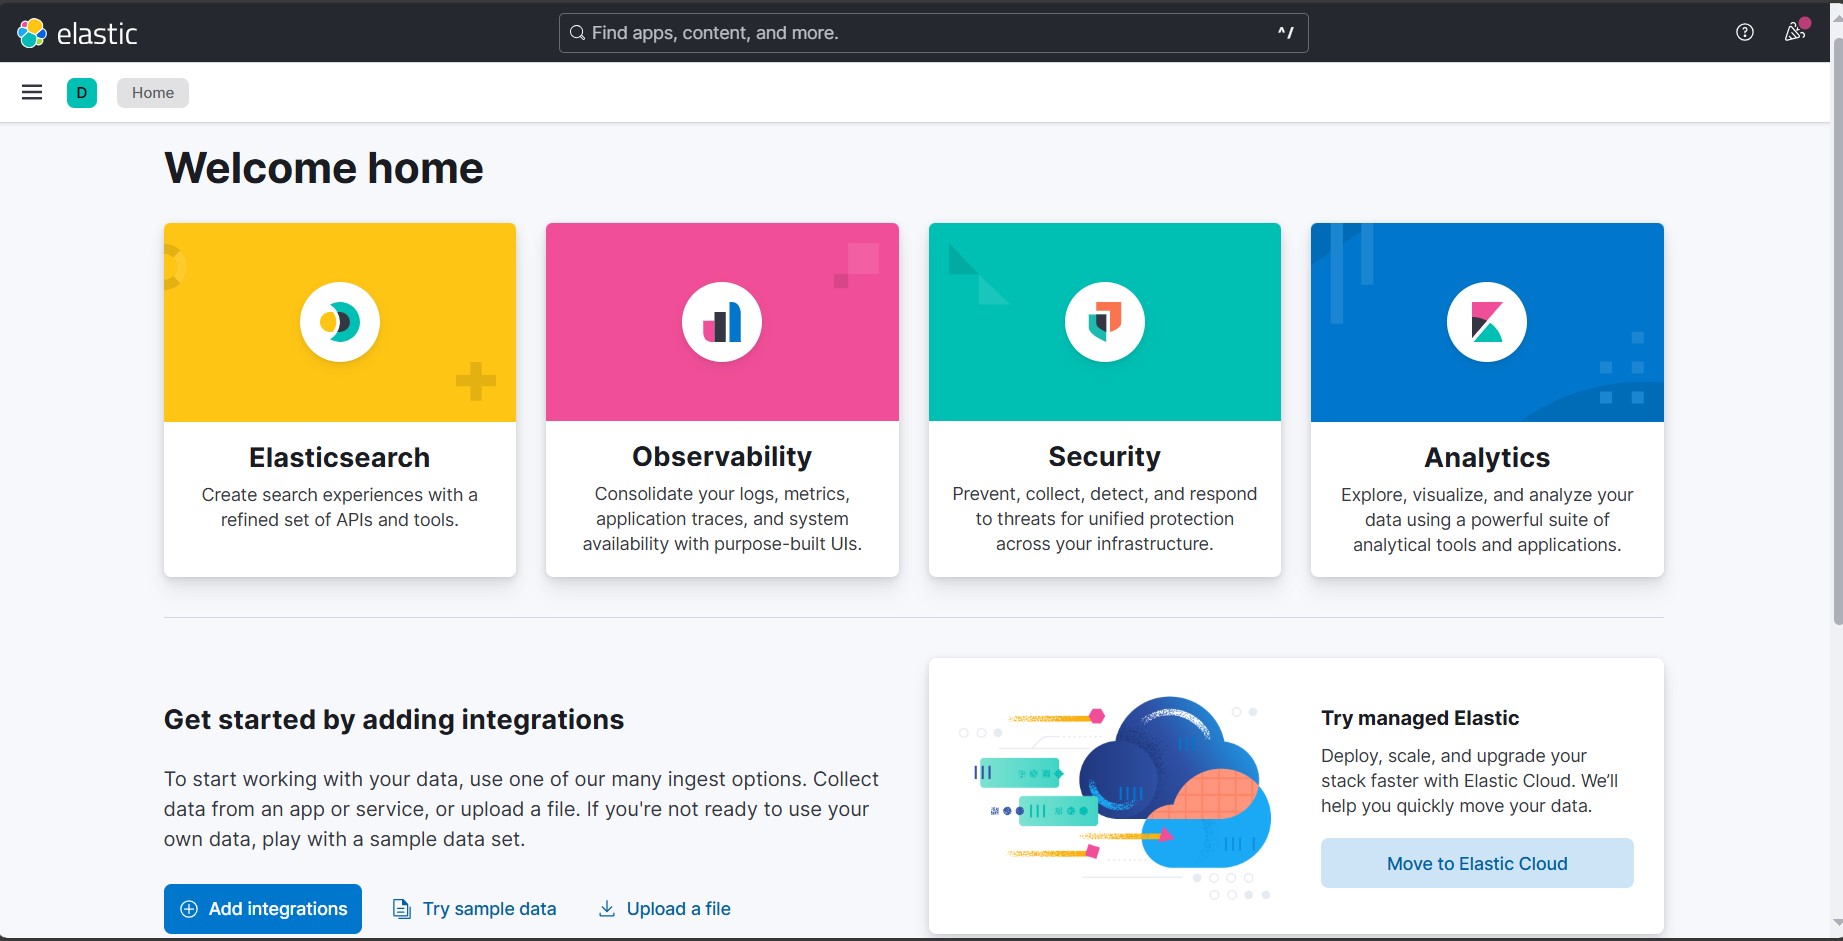 elastic
Find apps, content, and more.
^/
D
Home
Welcome home
Elasticsearch
Create search experiences with a
refined set of APIs and tools.
Observability
Consolidate your logs, metrics,
application traces, and system
availability with purpose-built UIs.
Security
Prevent, collect, detect, and respond
to threats for unified protection
across your infrastructure.
Analytics
Explore, visualize, and analyze your
data using a powerful suite of
analytical tools and applications.
Get started by adding integrations
To start working with your data, use one of our many ingest options. Collect
data from an app or service, or upload a file. If you're not ready to use your
own data, play with a sample data set.
Add integrations
Try sample data
Upload a file
Try managed Elastic
Deploy, scale, and upgrade your
stack faster with Elastic Cloud. We’ll
help you quickly move your data.
Move to Elastic Cloud